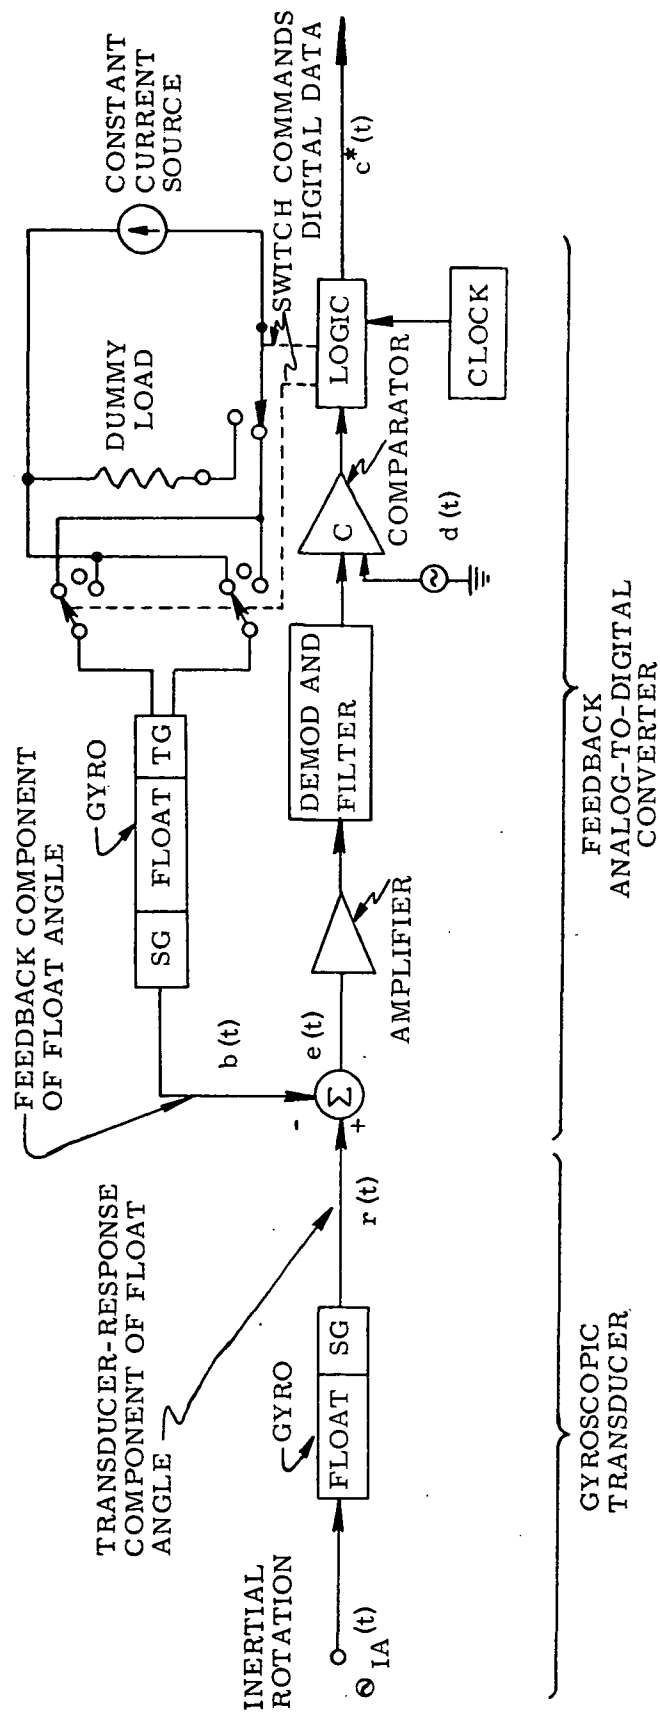 FEEDBACK COMPONENT
OF FLOAT ANGLE
CONSTANT
CURRENT
SOURCE
DUMMY
LOAD
GYRO
SG
FLOAT
TG
SWITCH COMMANDS
DIGITAL DATA
TRANSDUCER-RESPONSE
COMPONENT OF FLOAT
ANGLE
b (t)
INERTIAL
ROTATION
Θ IA (t)
GYRO
FLOAT
SG
r (t)
-
+
Σ
e (t)
AMPLIFIER
DEMOD AND
FILTER
C
COMPARATOR
d (t)
LOGIC
c* (t)
CLOCK
GYROSCOPIC
TRANSDUCER
FEEDBACK
ANALOG-TO-DIGITAL
CONVERTER